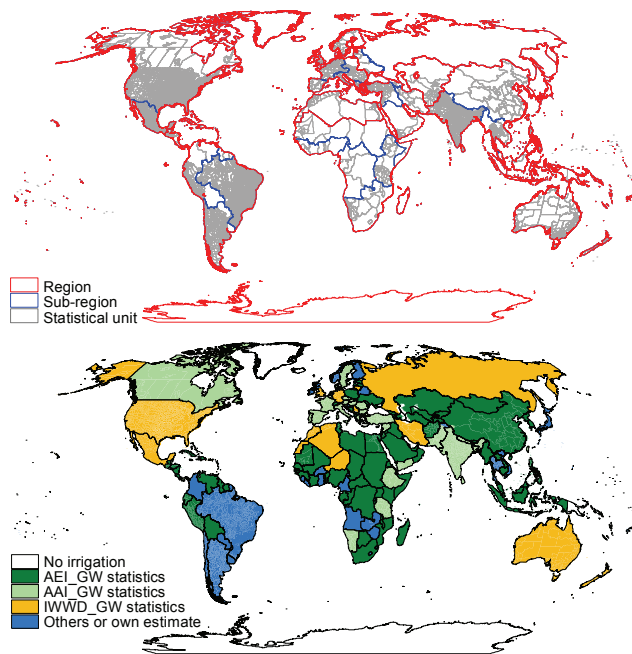 Region
Sub-region
Statistical unit
No irrigation
AEI_GW statistics
AAI_GW statistics
IWWD_GW statistics
Others or own estimate